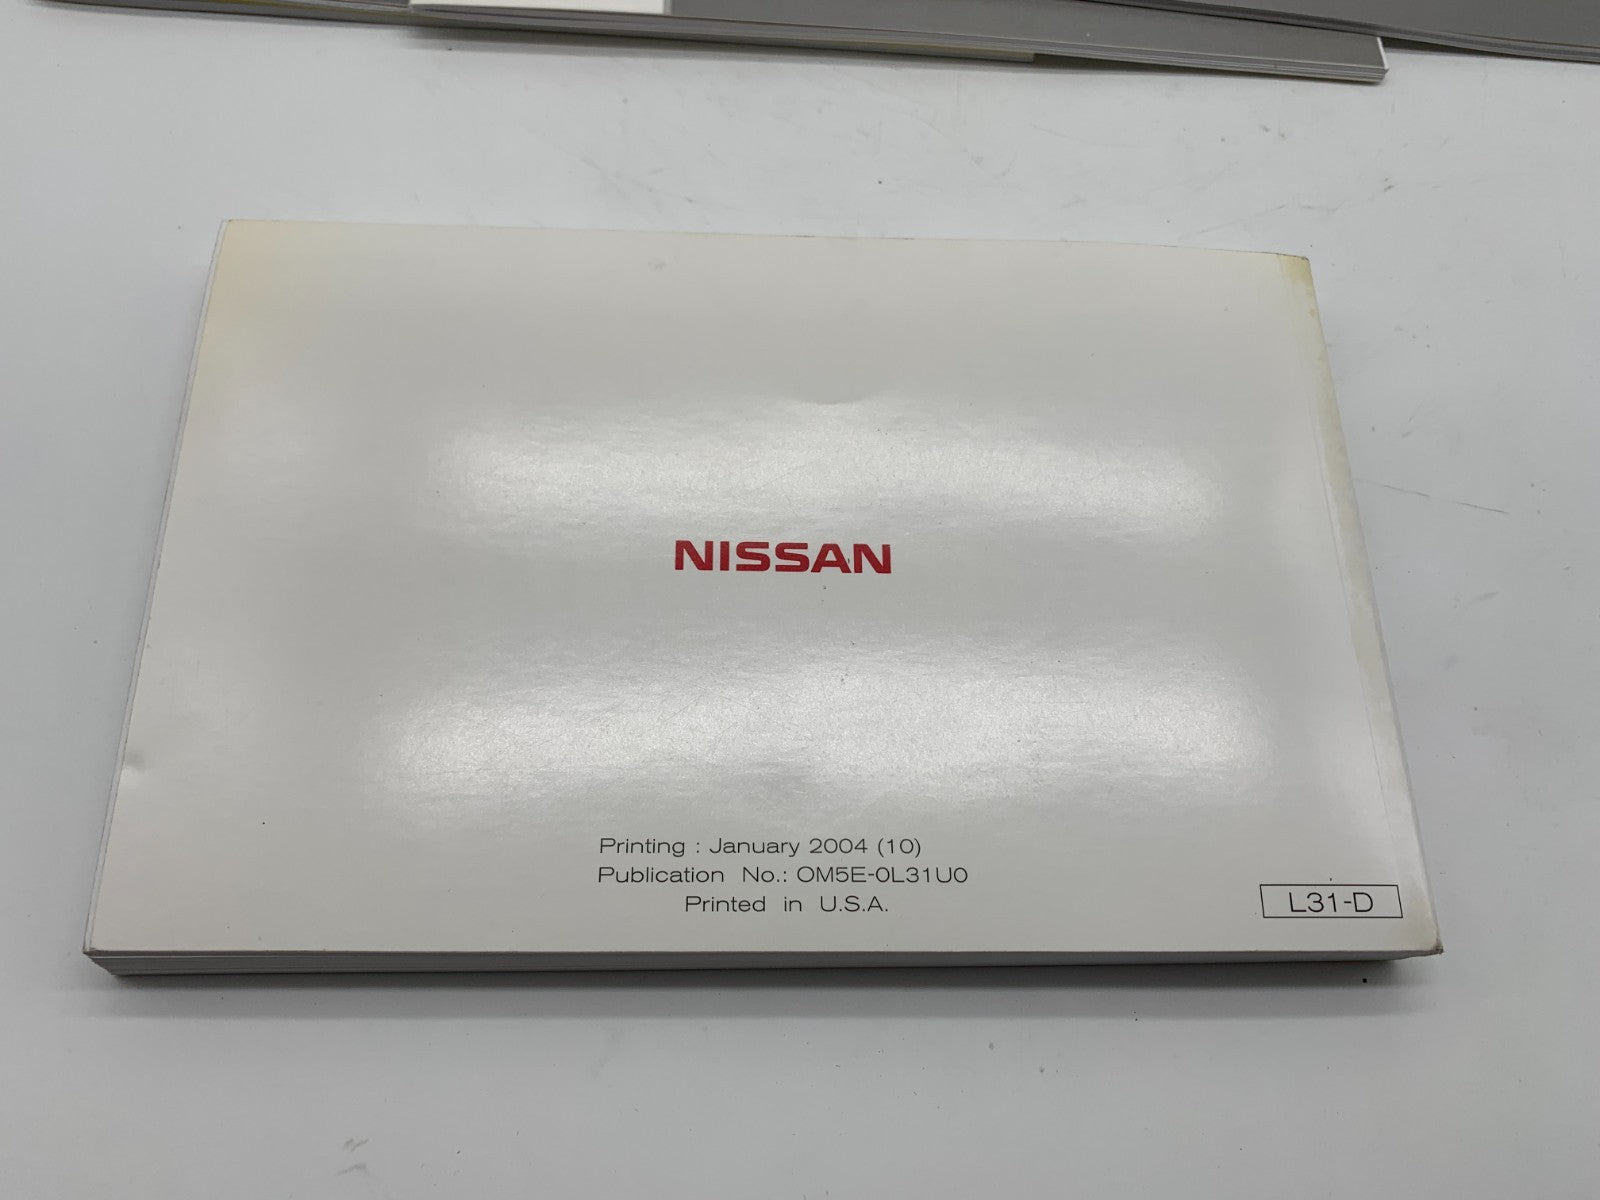 NISSAN
Printing : January 2004 (10)
Publication No.: OM5E-0L31U0
Printed in U.S.A.
L31-D